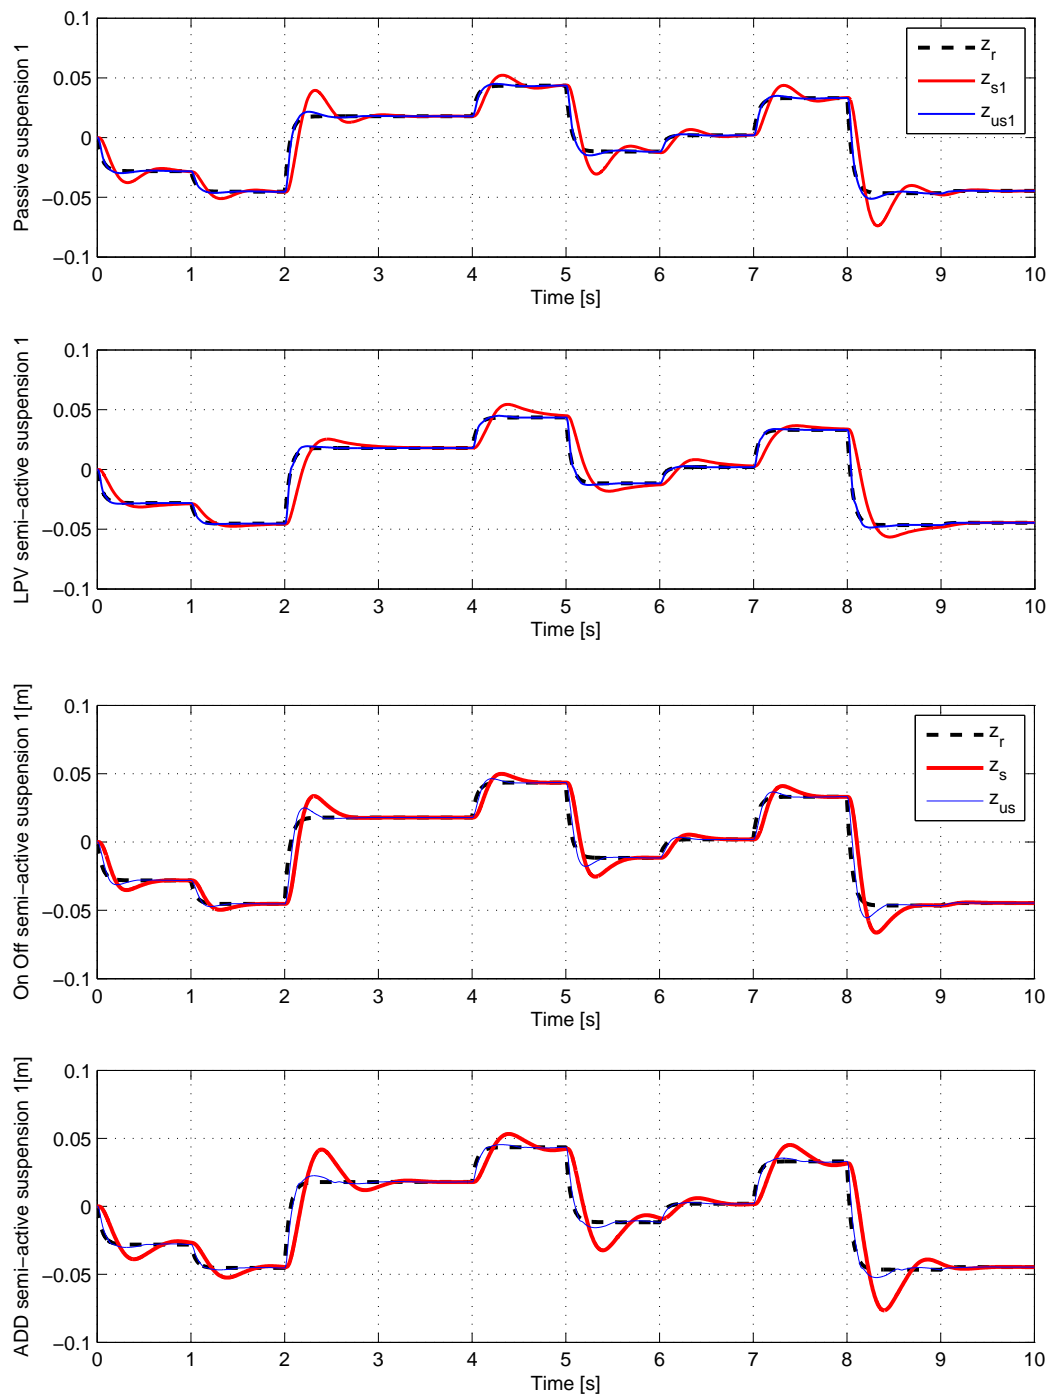 Passive suspension 1
0.1
0.05
0
−0.05
−0.1
z_r
z_s1
z_us1
0 1 2 3 4 5 6 7 8 9 10
Time [s]
LPV semi−active suspension 1
0.1
0.05
0
−0.05
−0.1
0 1 2 3 4 5 6 7 8 9 10
Time [s]
On Off semi−active suspension 1[m]
0.1
0.05
0
−0.05
−0.1
z_r
z_s
z_us
0 1 2 3 4 5 6 7 8 9 10
Time [s]
ADD semi−active suspension 1[m]
0.1
0.05
0
−0.05
−0.1
0 1 2 3 4 5 6 7 8 9 10
Time [s]